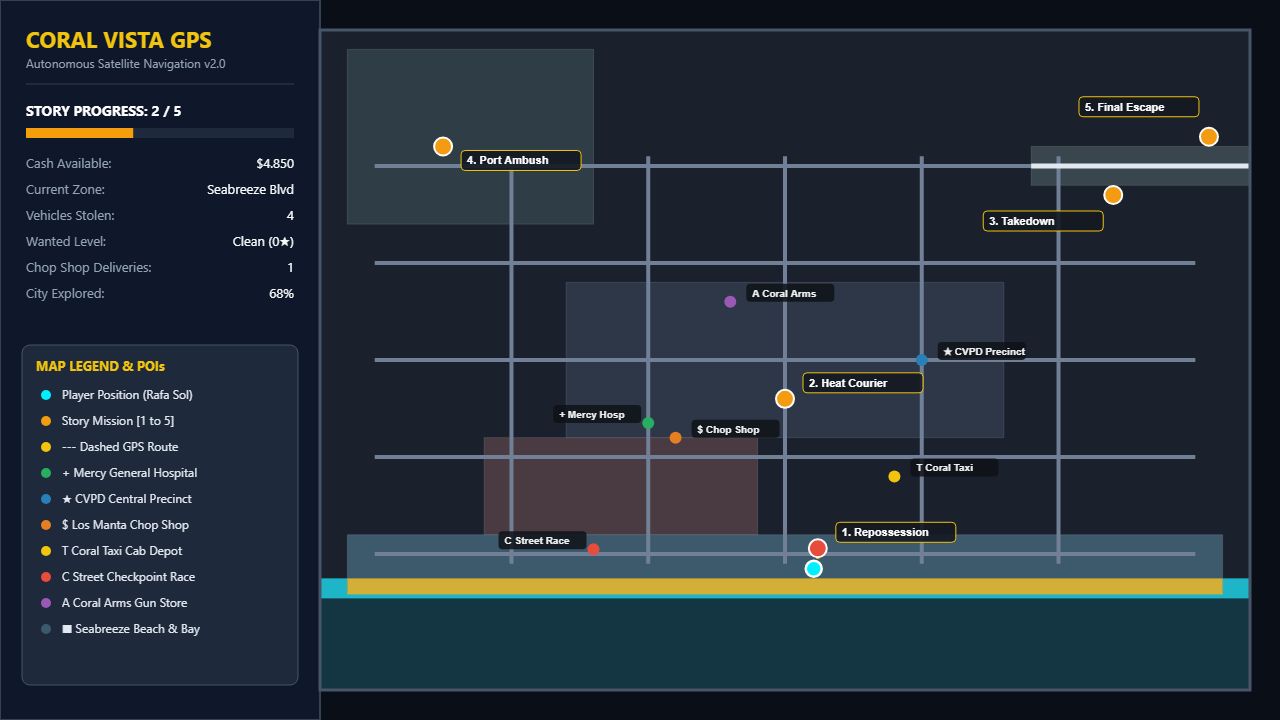 CORAL VISTA GPS
Autonomous Satellite Navigation v2.0
STORY PROGRESS: 2 / 5
Cash Available: $4.850
Current Zone: Seabreeze Blvd
Vehicles Stolen: 4
Wanted Level: Clean (0★)
Chop Shop Deliveries: 1
City Explored: 68%
MAP LEGEND & POIs
Player Position (Rafa Sol)
Story Mission [1 to 5]
--- Dashed GPS Route
+ Mercy General Hospital
★ CVPD Central Precinct
$ Los Manta Chop Shop
T Coral Taxi Cab Depot
C Street Checkpoint Race
A Coral Arms Gun Store
■ Seabreeze Beach & Bay
5. Final Escape
4. Port Ambush
3. Takedown
A Coral Arms
★ CVPD Precinct
2. Heat Courier
+ Mercy Hosp
$ Chop Shop
T Coral Taxi
1. Repossession
C Street Race